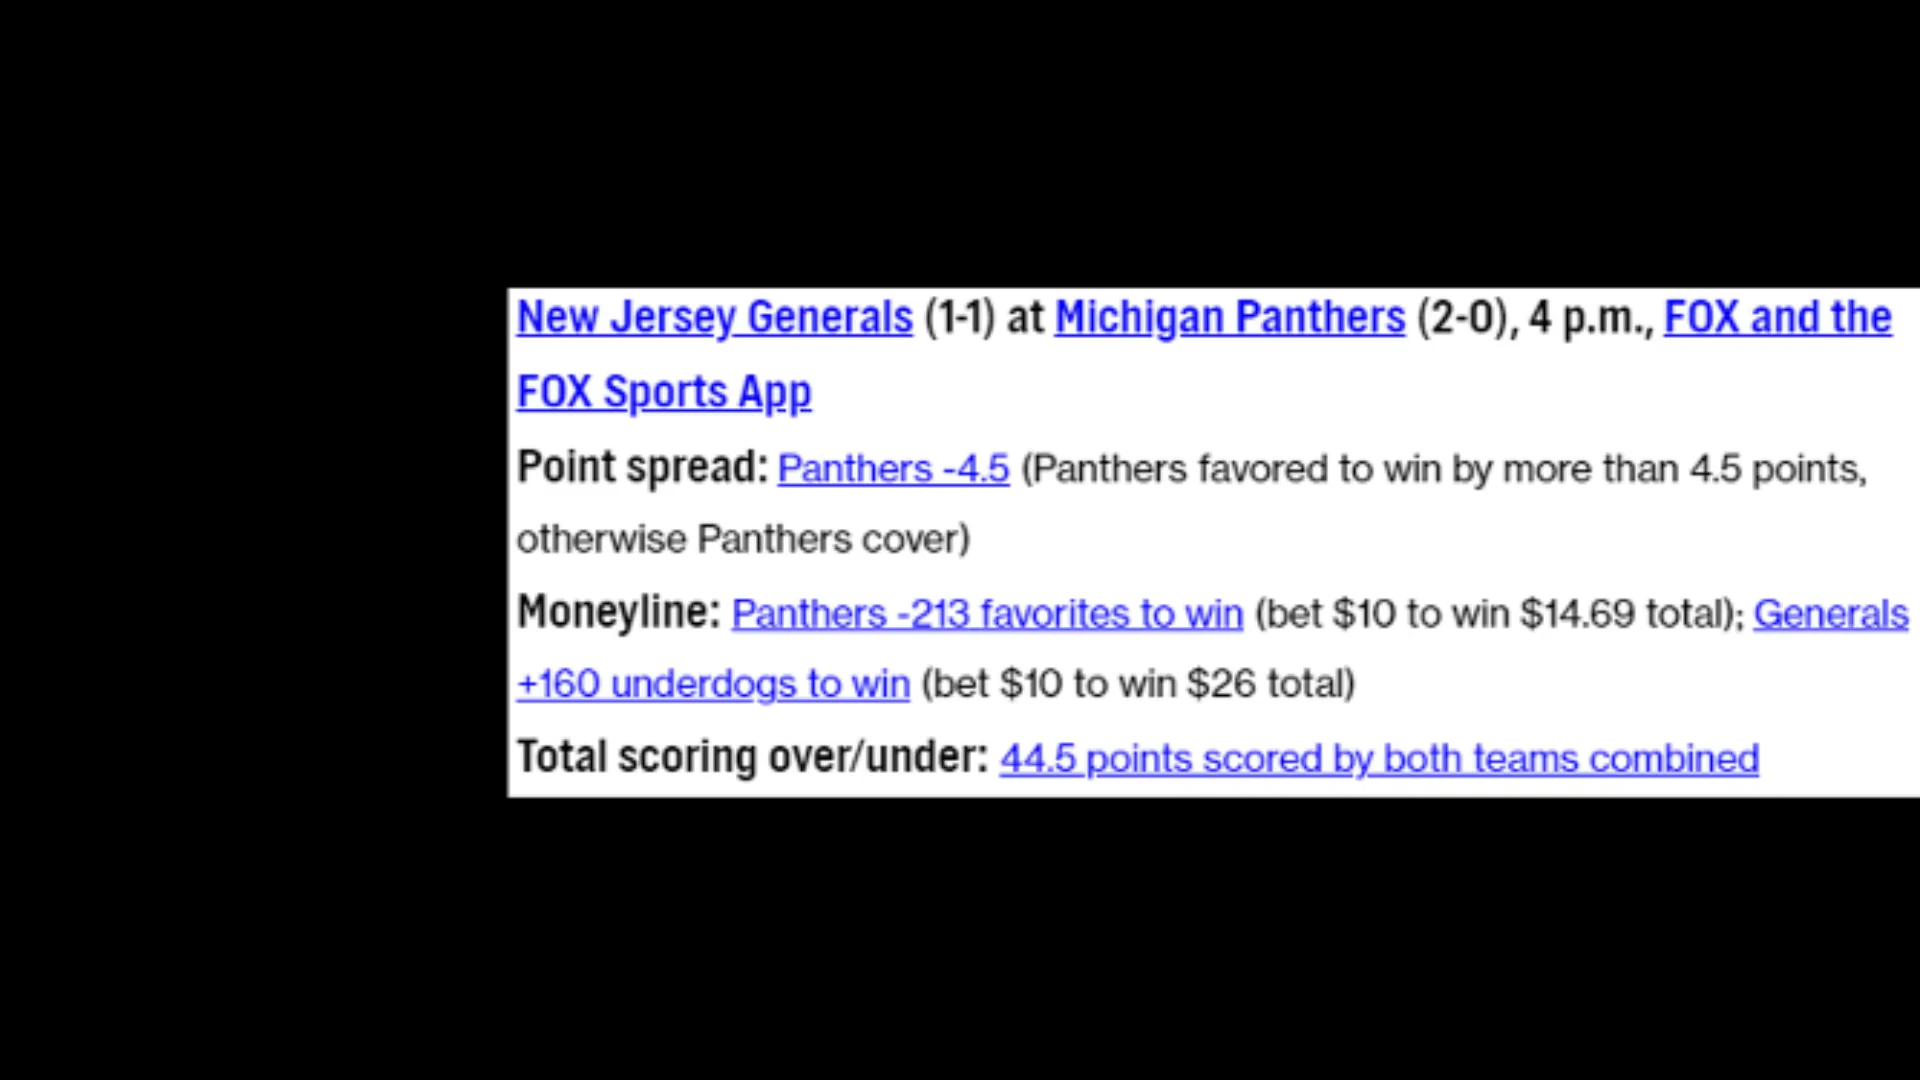 New Jersey Generals (1-1) at Michigan Panthers (2-0), 4 p.m., FOX and the
FOX Sports App
Point spread: Panthers -4.5 (Panthers favored to win by more than 4.5 points,
otherwise Panthers cover)
Moneyline: Panthers -213 favorites to win (bet $10 to win $14.69 total); Generals
+160 underdogs to win (bet $10 to win $26 total)
Total scoring over/under: 44.5 points scored by both teams combined